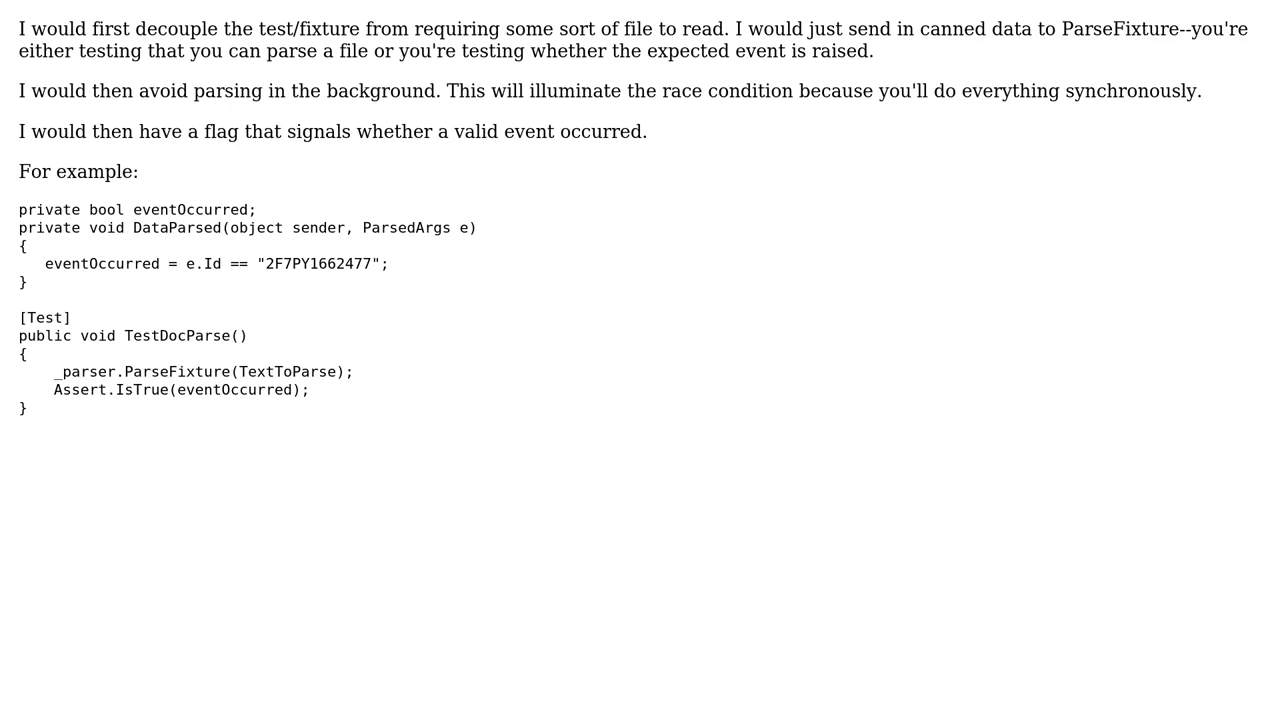 I would first decouple the test/fixture from requiring some sort of file to read. I would just send in canned data to ParseFixture--you're
either testing that you can parse a file or you're testing whether the expected event is raised.
I would then avoid parsing in the background. This will illuminate the race condition because you'll do everything synchronously.
I would then have a flag that signals whether a valid event occurred.
For example:
private bool eventOccurred;
private void DataParsed(object sender, ParsedArgs e)
{
   eventOccurred = e.Id == "2F7PY1662477";
}
[Test]
public void TestDocParse()
{
    _parser.ParseFixture(TextToParse);
    Assert.IsTrue(eventOccurred);
}